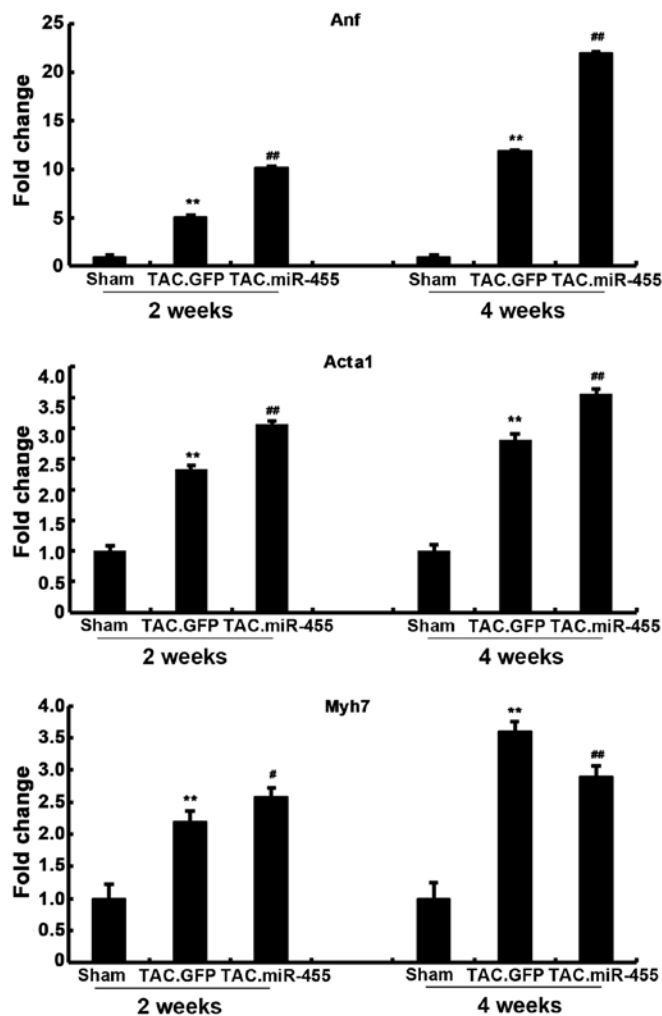 Anf
Fold change
25
20
15
10
5
0
** ## ** ##
Sham TAC.GFP TAC.miR-455 Sham TAC.GFP TAC.miR-455
2 weeks 4 weeks
Acta1
Fold change
4.0
3.5
3.0
2.5
2.0
1.5
1.0
0.5
0
** ## ** ##
Sham TAC.GFP TAC.miR-455 Sham TAC.GFP TAC.miR-455
2 weeks 4 weeks
Myh7
Fold change
4.0
3.5
3.0
2.5
2.0
1.5
1.0
0.5
0.0
** # ** ##
Sham TAC.GFP TAC.miR-455 Sham TAC.GFP TAC.miR-455
2 weeks 4 weeks